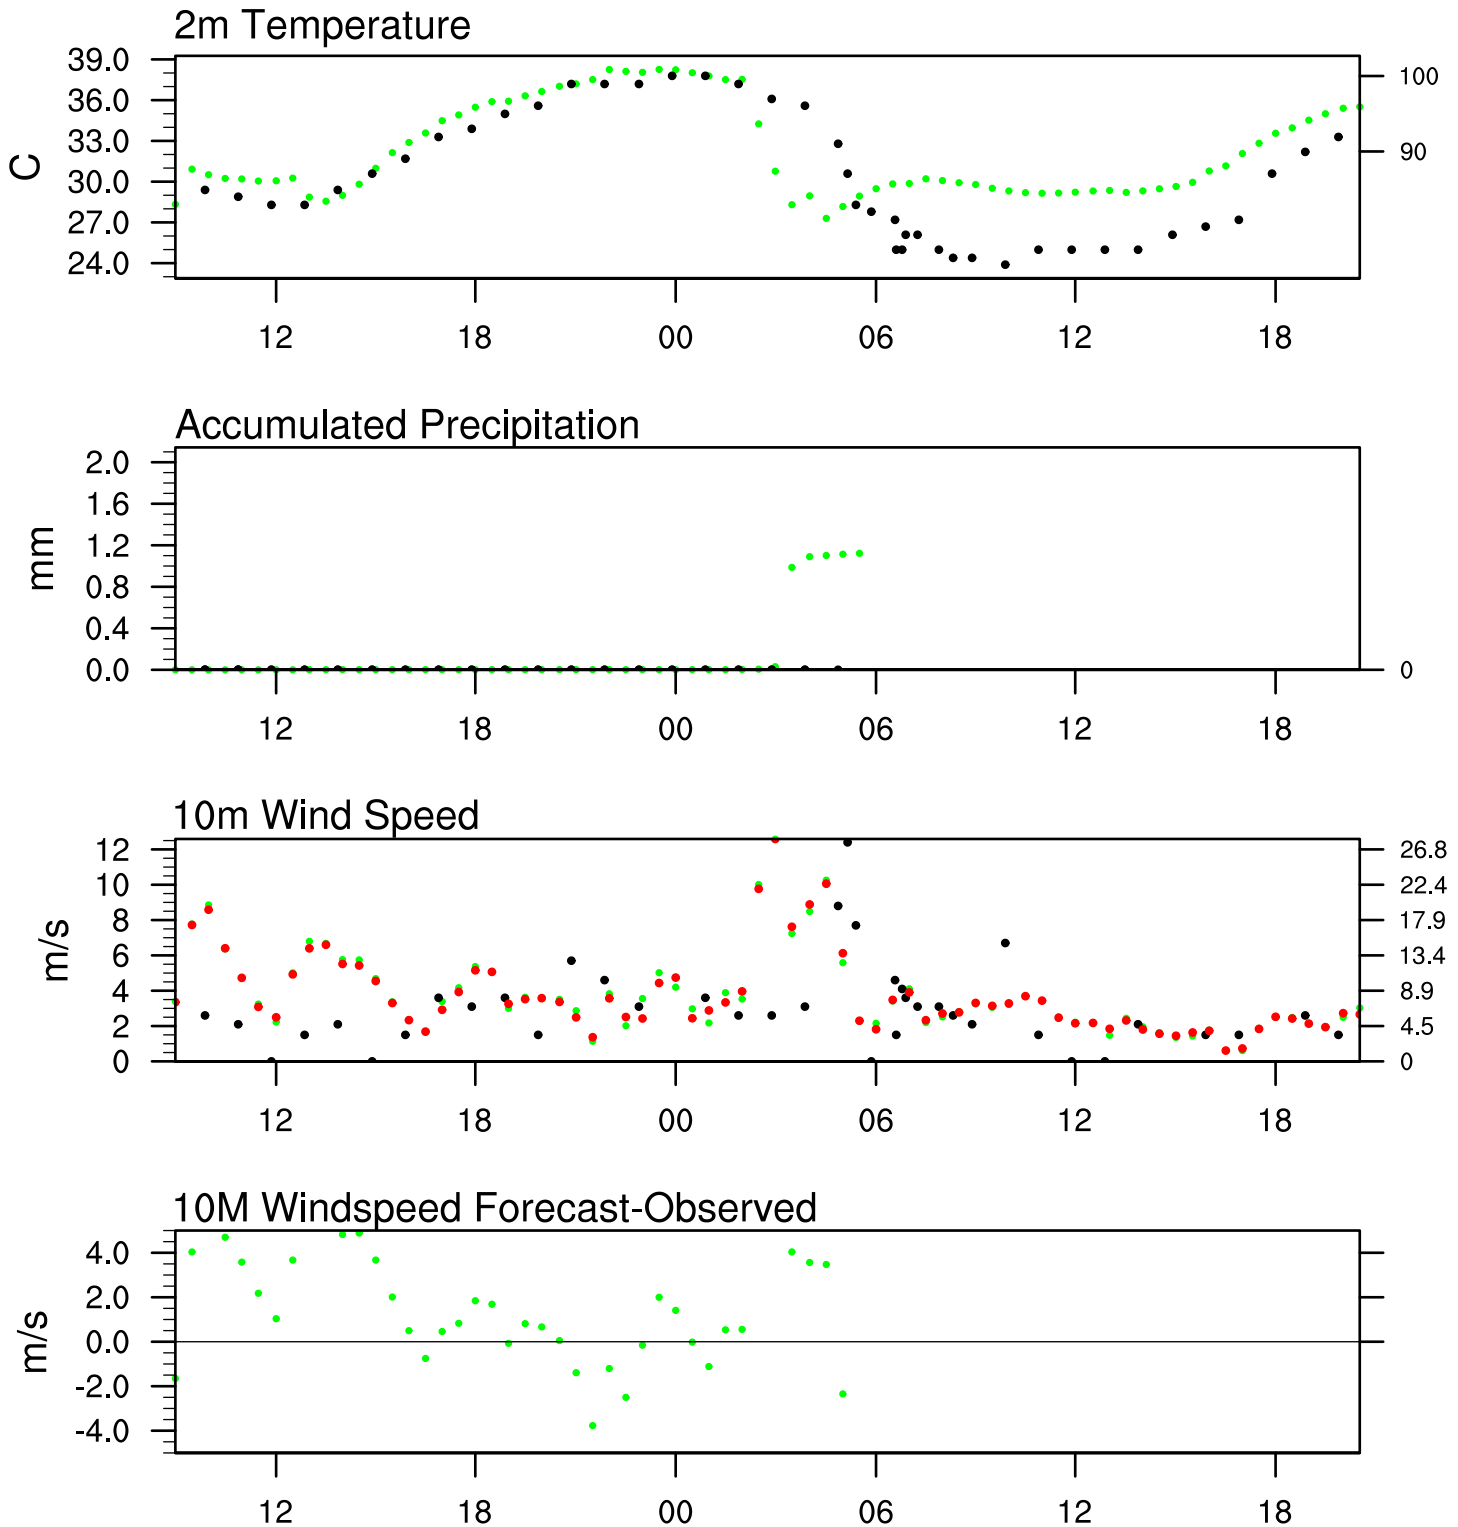 2m Temperature
39.0
36.0
33.0
30.0
27.0
24.0
C
100
90
12 18 00 06 12 18
Accumulated Precipitation
2.0
1.6
1.2
0.8
0.4
0.0
mm
0
12 18 00 06 12 18
10m Wind Speed
12
10
8
6
4
2
0
m/s
26.8
22.4
17.9
13.4
8.9
4.5
0
12 18 00 06 12 18
10M Windspeed Forecast-Observed
4.0
2.0
0.0
-2.0
-4.0
m/s
12 18 00 06 12 18